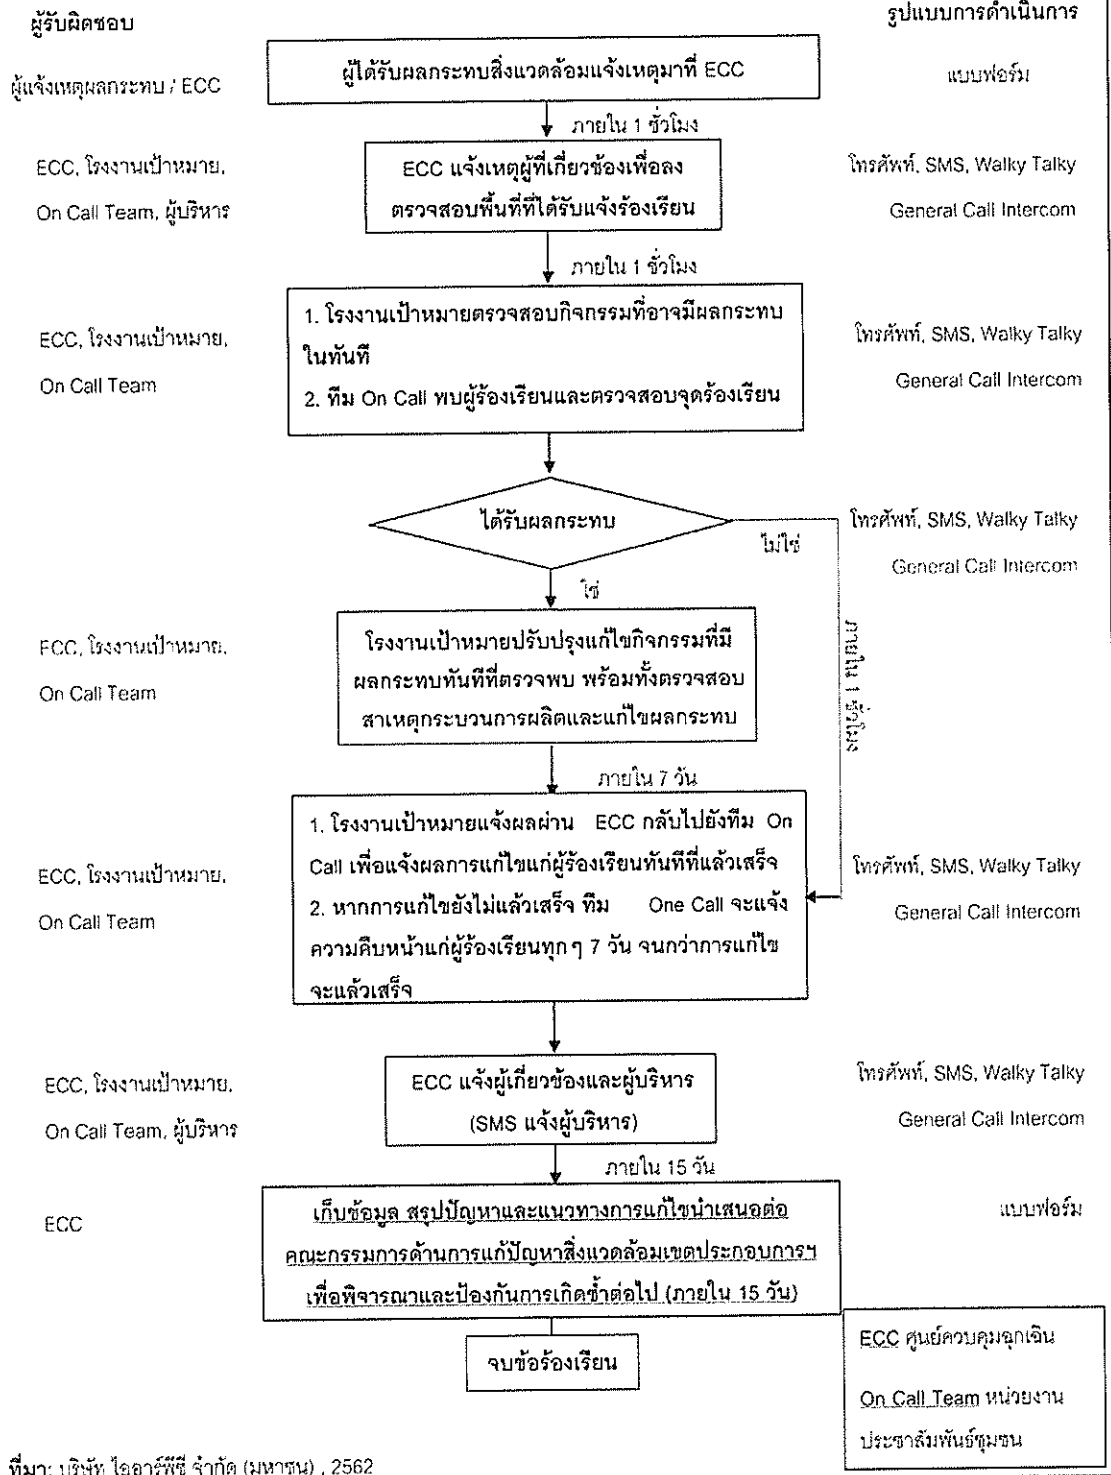 ผู้รับผิดชอบ
รูปแบบการดำเนินการ
ผู้แจ้งเหตุผลกระทบ / ECC
ผู้ได้รับผลกระทบสิ่งแวดล้อมแจ้งเหตุมาที่ ECC
แบบฟอร์ม
ภายใน 1 ชั่วโมง
ECC, โรงงานเป้าหมาย,
On Call Team, ผู้บริหาร
ECC แจ้งเหตุผู้ที่เกี่ยวข้องเพื่อลง
ตรวจสอบพื้นที่ที่ได้รับแจ้งร้องเรียน
โทรศัพท์, SMS, Walky Talky
General Call Intercom
ภายใน 1 ชั่วโมง
ECC, โรงงานเป้าหมาย,
On Call Team
1. โรงงานเป้าหมายตรวจสอบกิจกรรมที่อาจมีผลกระทบ
ในทันที
2. ทีม On Call พบผู้ร้องเรียนและตรวจสอบจุดร้องเรียน
โทรศัพท์, SMS, Walky Talky
General Call Intercom
ได้รับผลกระทบ
ไม่ใช่
โทรศัพท์, SMS, Walky Talky
General Call Intercom
ใช่
ECC, โรงงานเป้าหมาย,
On Call Team
โรงงานเป้าหมายปรับปรุงแก้ไขกิจกรรมที่มี
ผลกระทบทันทีที่ตรวจพบ พร้อมทั้งตรวจสอบ
สาเหตุกระบวนการผลิตและแก้ไขผลกระทบ
ภายใน 1 ชั่วโมง
ภายใน 7 วัน
ECC, โรงงานเป้าหมาย,
On Call Team
1. โรงงานเป้าหมายแจ้งผลผ่าน ECC กลับไปยังทีม On
Call เพื่อแจ้งผลการแก้ไขแก่ผู้ร้องเรียนทันทีที่แล้วเสร็จ
2. หากการแก้ไขยังไม่แล้วเสร็จ ทีม One Call จะแจ้ง
ความคืบหน้าแก่ผู้ร้องเรียนทุกๆ 7 วัน จนกว่าการแก้ไข
จะแล้วเสร็จ
โทรศัพท์, SMS, Walky Talky
General Call Intercom
ECC, โรงงานเป้าหมาย,
On Call Team, ผู้บริหาร
ECC แจ้งผู้เกี่ยวข้องและผู้บริหาร
(SMS แจ้งผู้บริหาร)
โทรศัพท์, SMS, Walky Talky
General Call Intercom
ภายใน 15 วัน
ECC
เก็บข้อมูล สรุปปัญหาและแนวทางการแก้ไขนำเสนอต่อ
คณะกรรมการด้านการแก้ปัญหาสิ่งแวดล้อมเขตประกอบการฯ
เพื่อพิจารณาและป้องกันการเกิดซ้ำต่อไป (ภายใน 15 วัน)
แบบฟอร์ม
จบข้อร้องเรียน
ECC ศูนย์ควบคุมฉุกเฉิน
On Call Team หน่วยงาน
ประชาสัมพันธ์ชุมชน
ที่มา: บริษัท ไออาร์พีซี จำกัด (มหาชน) , 2562